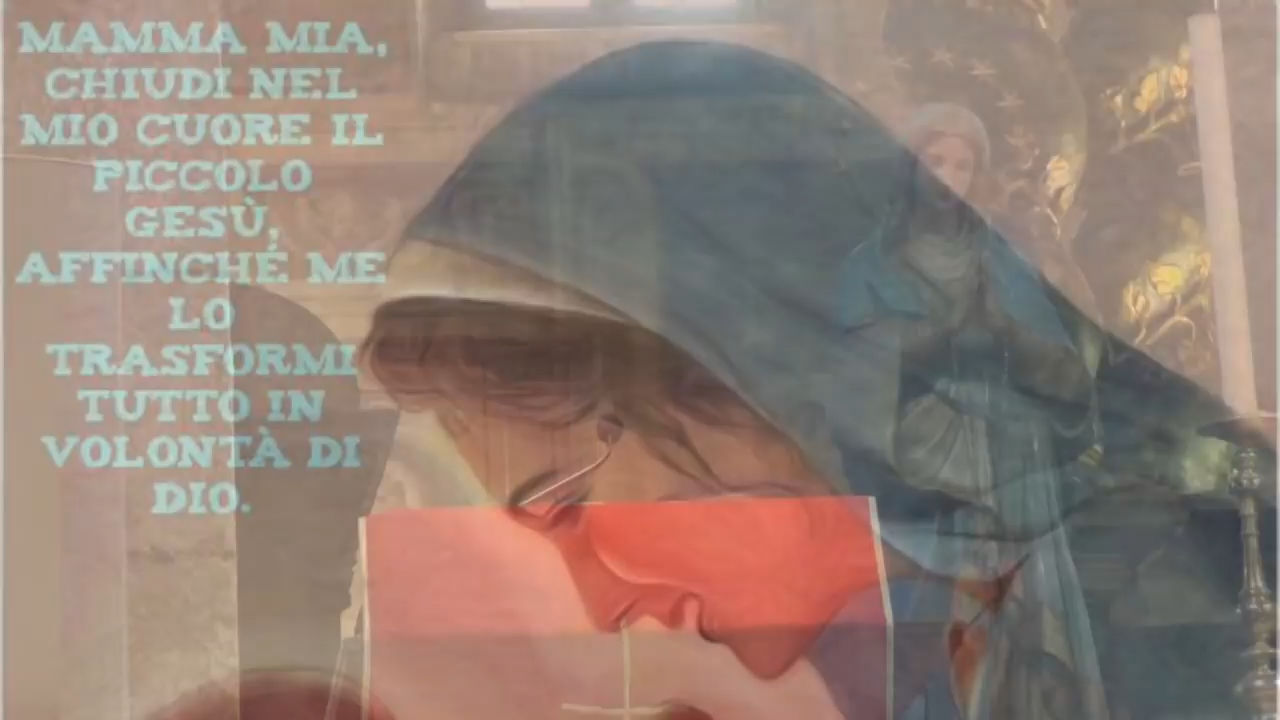 MAMMA MIA,
CHIUDI NEL
MIO CUORE IL
PICCOLO
GESÙ,
AFFINCHÉ ME
LO
TRASFORMI
TUTTO IN
VOLONTÀ DI
DIO.